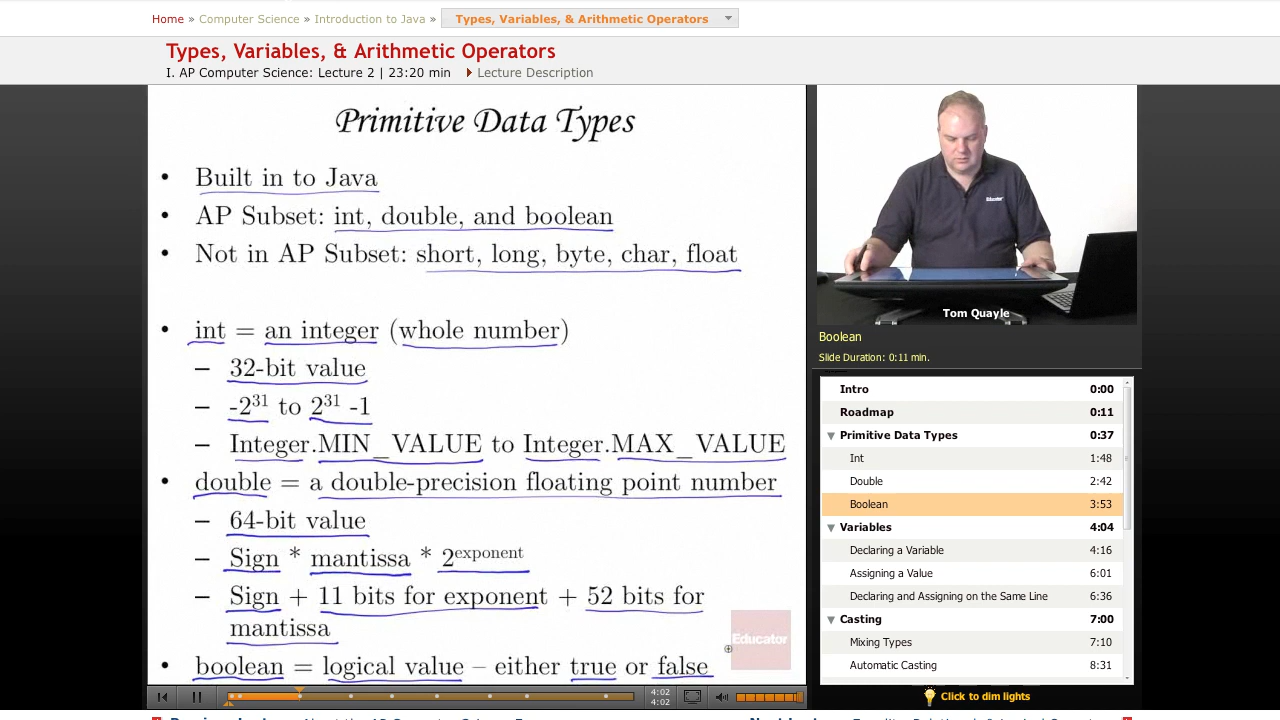 Home » Computer Science » Introduction to Java » Types, Variables, & Arithmetic Operators
Types, Variables, & Arithmetic Operators
I. AP Computer Science: Lecture 2 | 23:20 min Lecture Description
Primitive Data Types
• Built in to Java
• AP Subset: int, double, and boolean
• Not in AP Subset: short, long, byte, char, float
• int = an integer (whole number)
– 32-bit value
– -2³¹ to 2³¹ -1
– Integer.MIN_VALUE to Integer.MAX_VALUE
• double = a double-precision floating point number
– 64-bit value
– Sign * mantissa * 2^exponent
– Sign + 11 bits for exponent + 52 bits for
mantissa
• boolean = logical value – either true or false
Educator
4:02
4:02
Educator
Tom Quayle
Boolean
Slide Duration: 0:11 min.
Intro 0:00
Roadmap 0:11
Primitive Data Types 0:37
Int 1:48
Double 2:42
Boolean 3:53
Variables 4:04
Declaring a Variable 4:16
Assigning a Value 6:01
Declaring and Assigning on the Same Line 6:36
Casting 7:00
Mixing Types 7:10
Automatic Casting 8:31
Click to dim lights